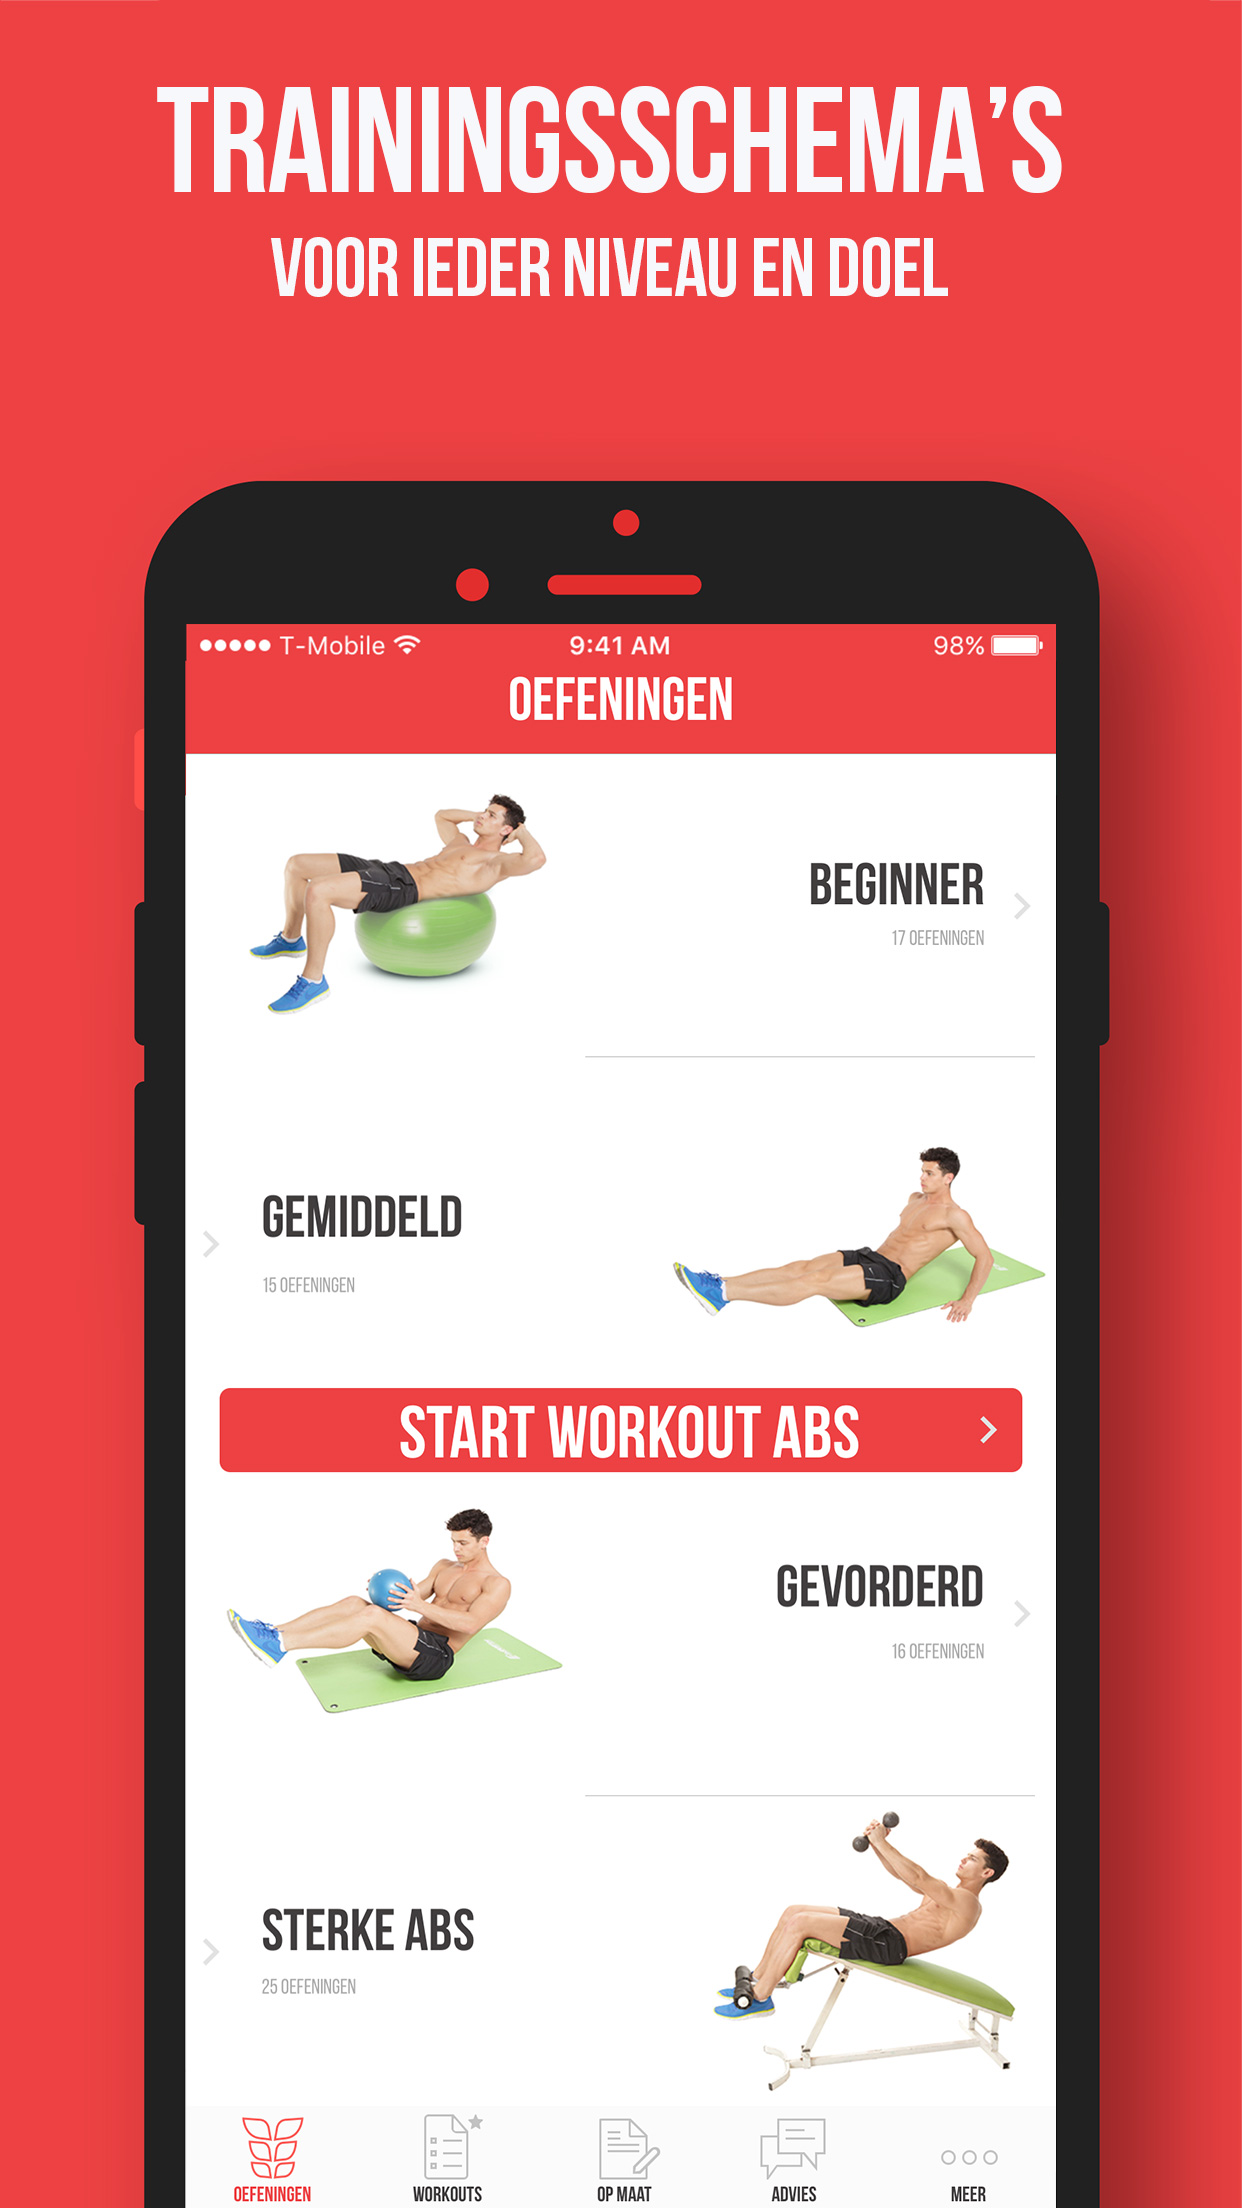 TRAININGSSCHEMA'S
VOOR IEDER NIVEAU EN DOEL
T-Mobile 9:41 AM 98%
OEFENINGEN
BEGINNER
17 OEFENINGEN
GEMIDDELD
15 OEFENINGEN
START WORKOUT ABS
GEVORDERD
16 OEFENINGEN
STERKE ABS
25 OEFENINGEN
OEFENINGEN WORKOUTS OP MAAT ADVIES MEER